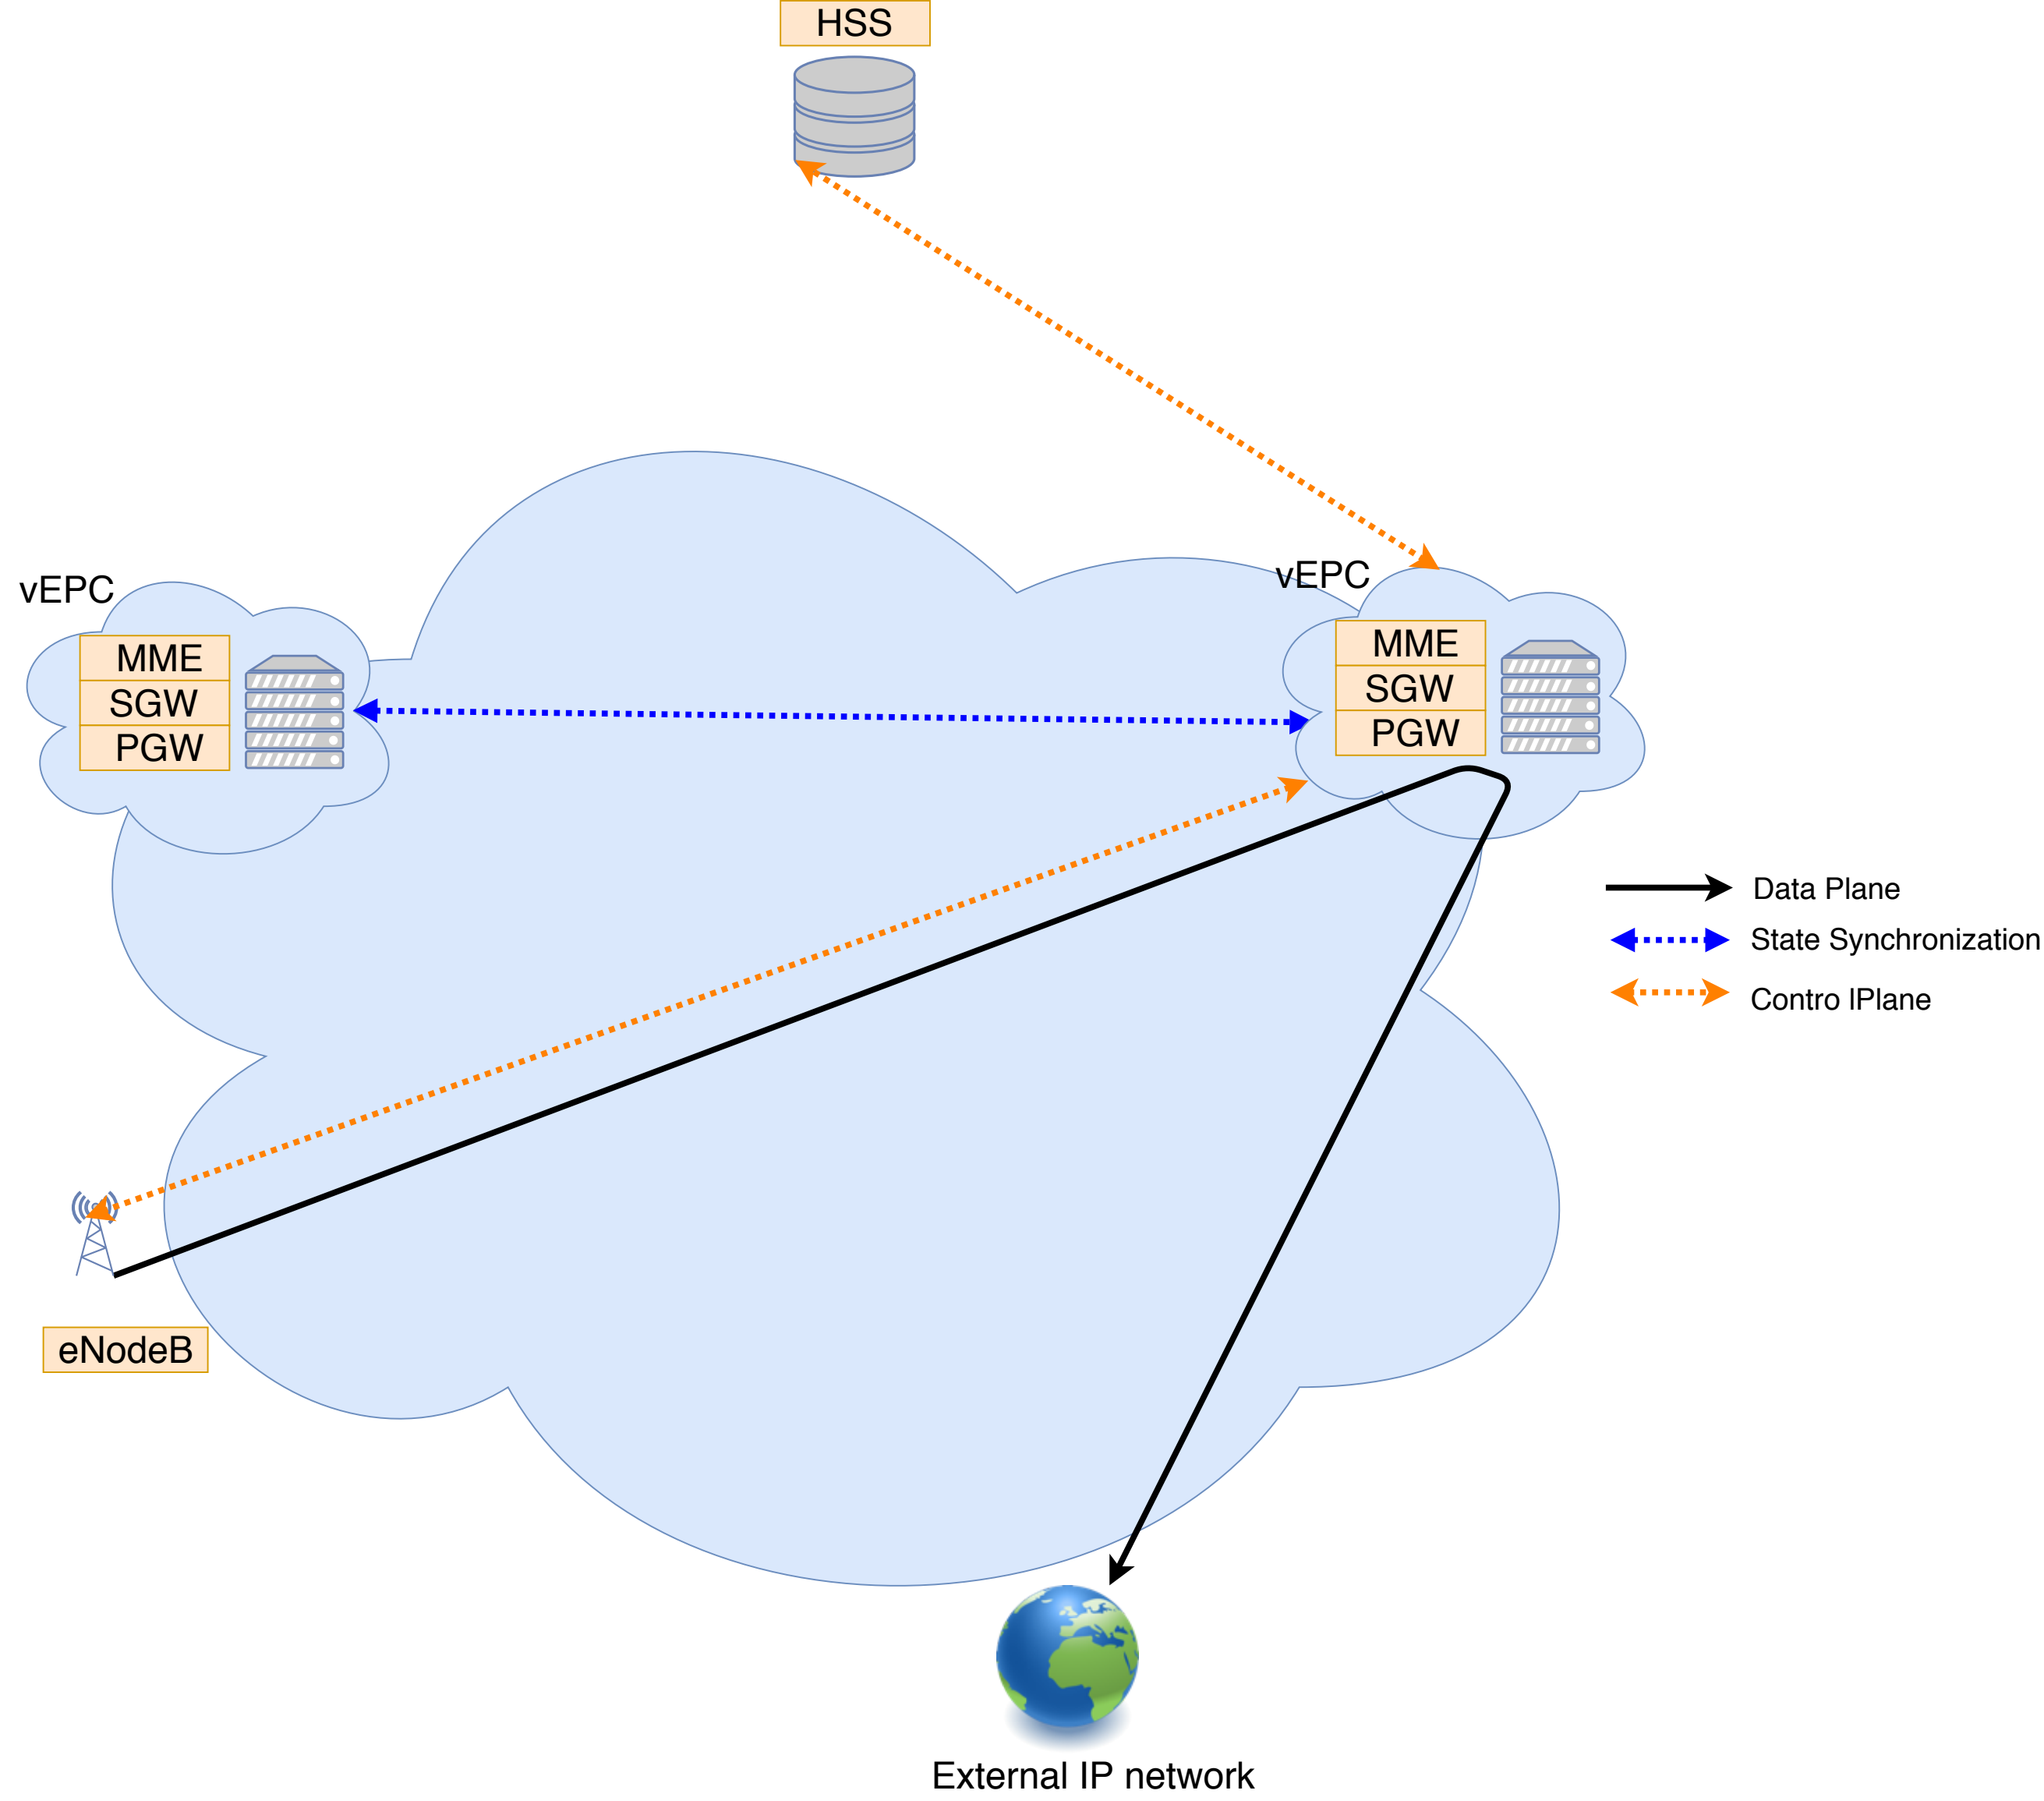 HSS
vEPC
MME
SGW
PGW
vEPC
MME
SGW
PGW
Data Plane
State Synchronization
Contro lPlane
eNodeB
External IP network